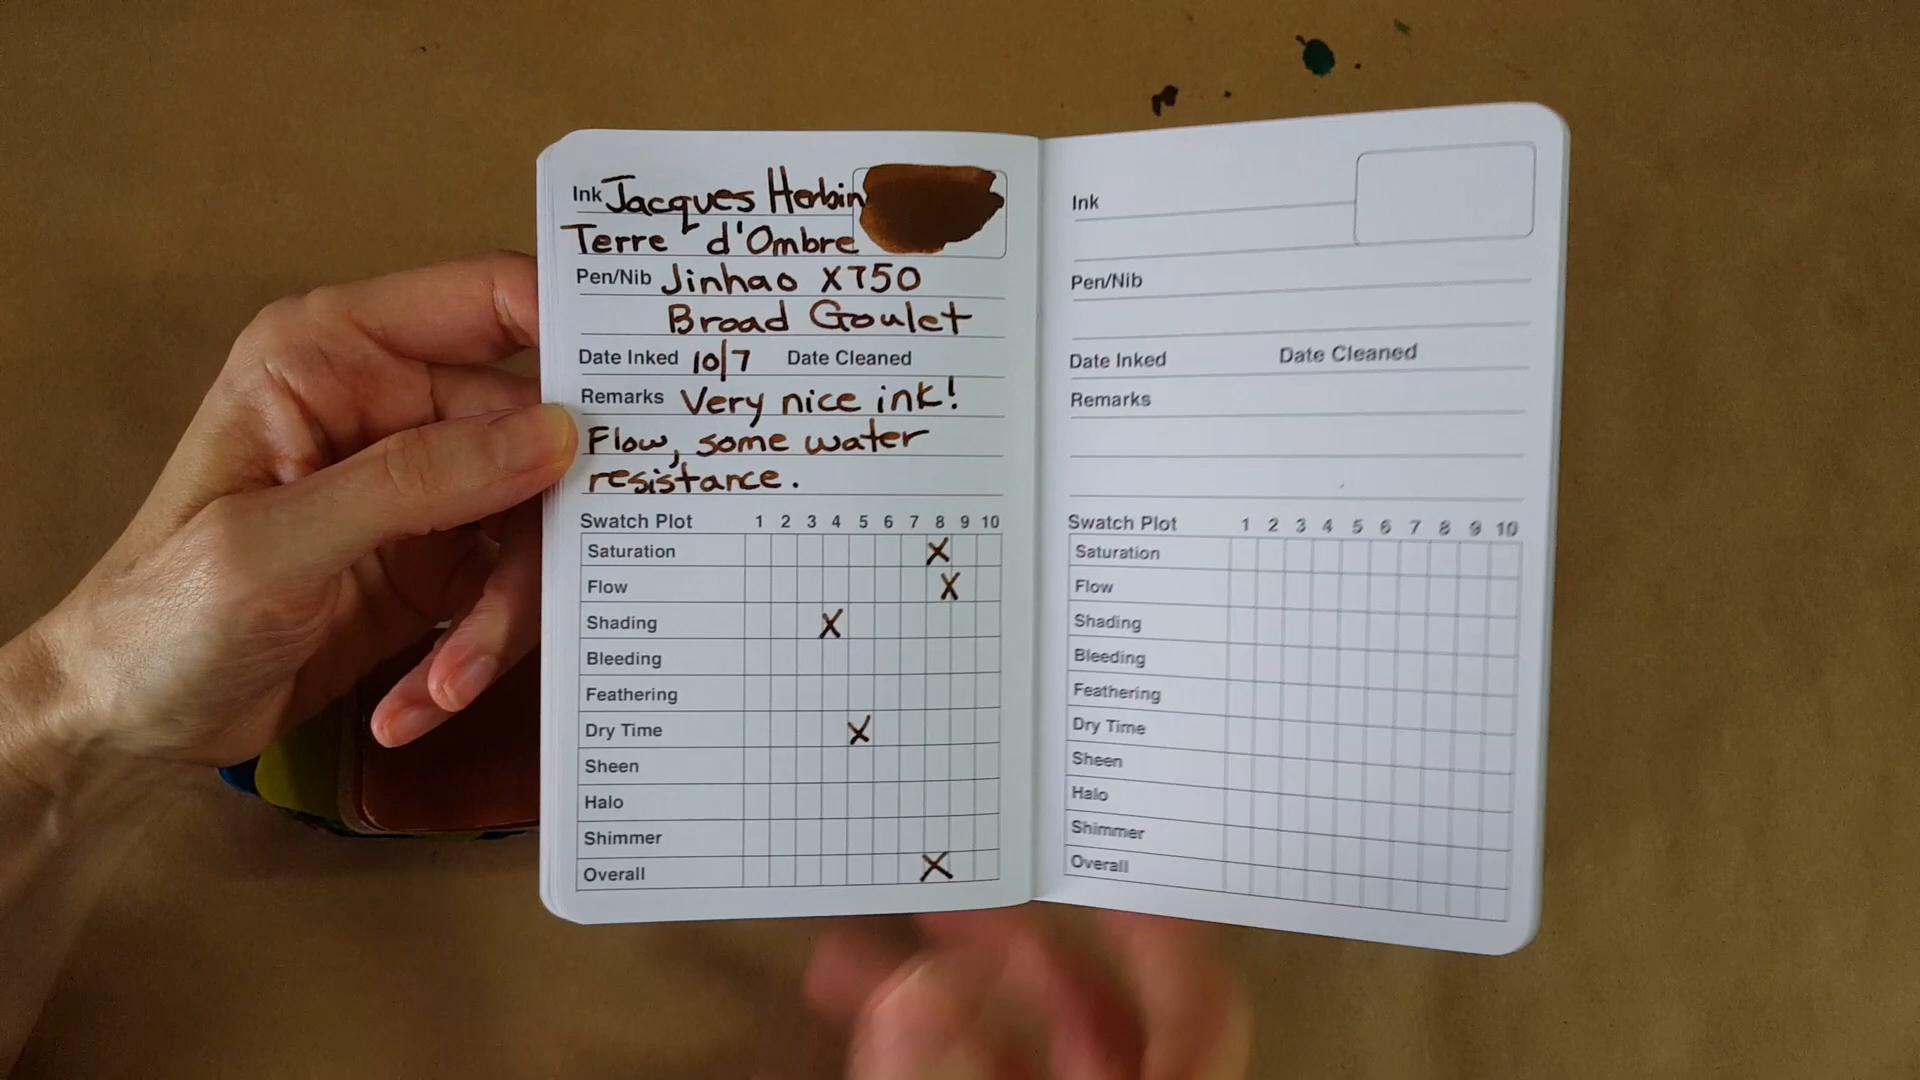 Ink Jacques Herbin
Terre d'Ombre
Pen/Nib Jinhao X750
Broad Goulet
Date Inked 10/7 Date Cleaned
Remarks Very nice ink!
Flow, some water
resistance.
Swatch Plot 1 2 3 4 5 6 7 8 9 10
Saturation X
Flow X
Shading X
Bleeding
Feathering
Dry Time X
Sheen
Halo
Shimmer
Overall X
Ink
Pen/Nib
Date Inked Date Cleaned
Remarks
Swatch Plot 1 2 3 4 5 6 7 8 9 10
Saturation
Flow
Shading
Bleeding
Feathering
Dry Time
Sheen
Halo
Shimmer
Overall